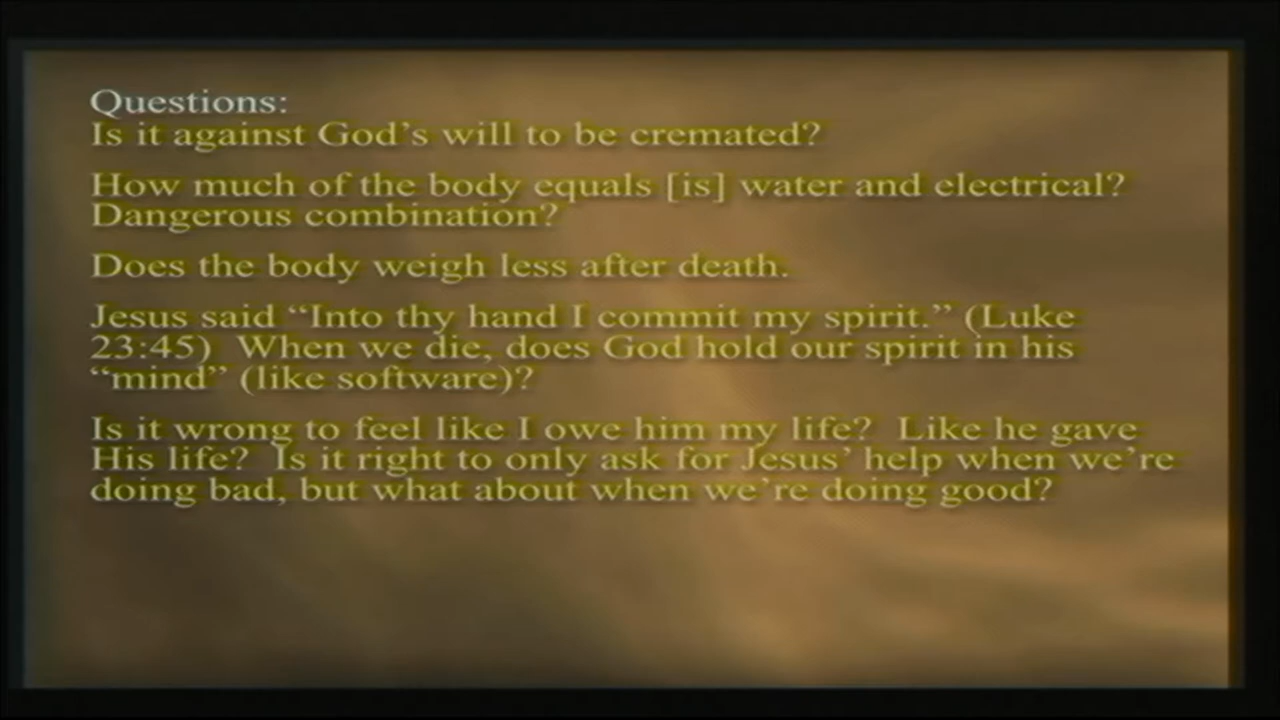 Questions:
Is it against God's will to be cremated?
How much of the body equals [is] water and electrical?
Dangerous combination?
Does the body weigh less after death.
Jesus said “Into thy hand I commit my spirit.” (Luke
23:45) When we die, does God hold our spirit in his
“mind” (like software)?
Is it wrong to feel like I owe him my life? Like he gave
His life? Is it right to only ask for Jesus’ help when we’re
doing bad, but what about when we’re doing good?